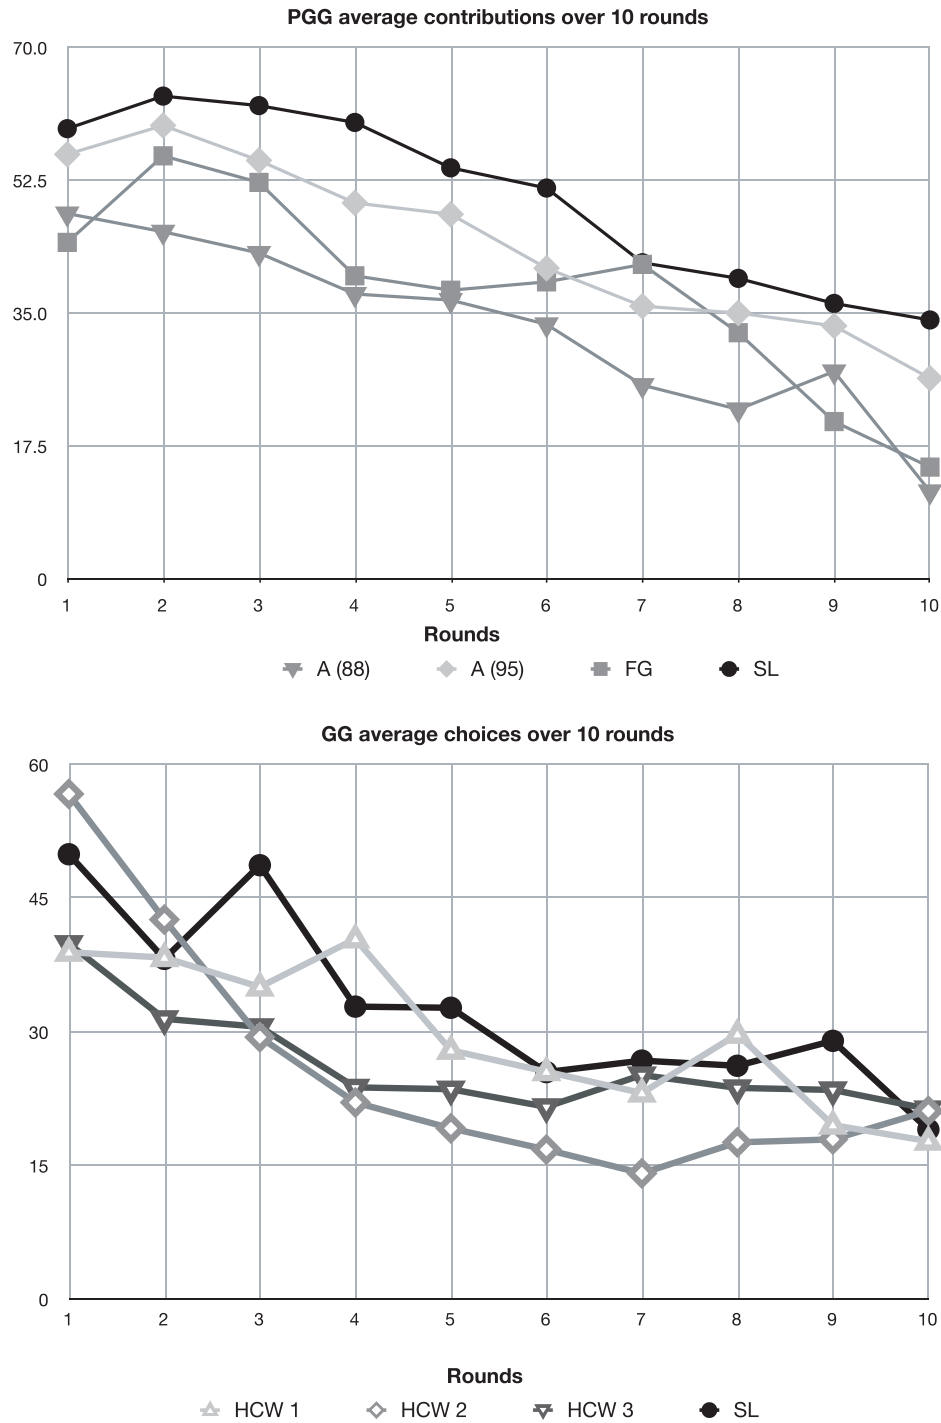 PGG average contributions over 10 rounds
70.0
52.5
35.0
17.5
0
1 2 3 4 5 6 7 8 9 10
Rounds
A (88) A (95) FG SL
GG average choices over 10 rounds
60
45
30
15
0
1 2 3 4 5 6 7 8 9 10
Rounds
HCW 1 HCW 2 HCW 3 SL